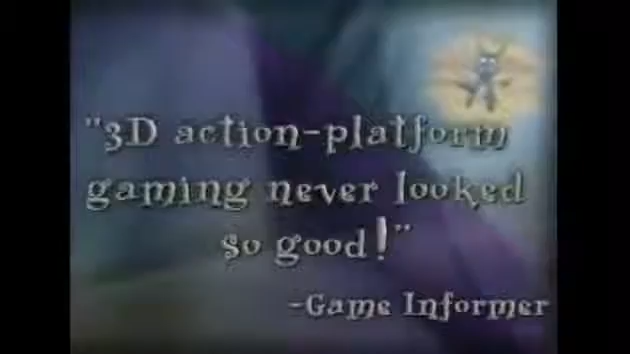 "3D action-platform
gaming never looked
so good!"
-Game Informer